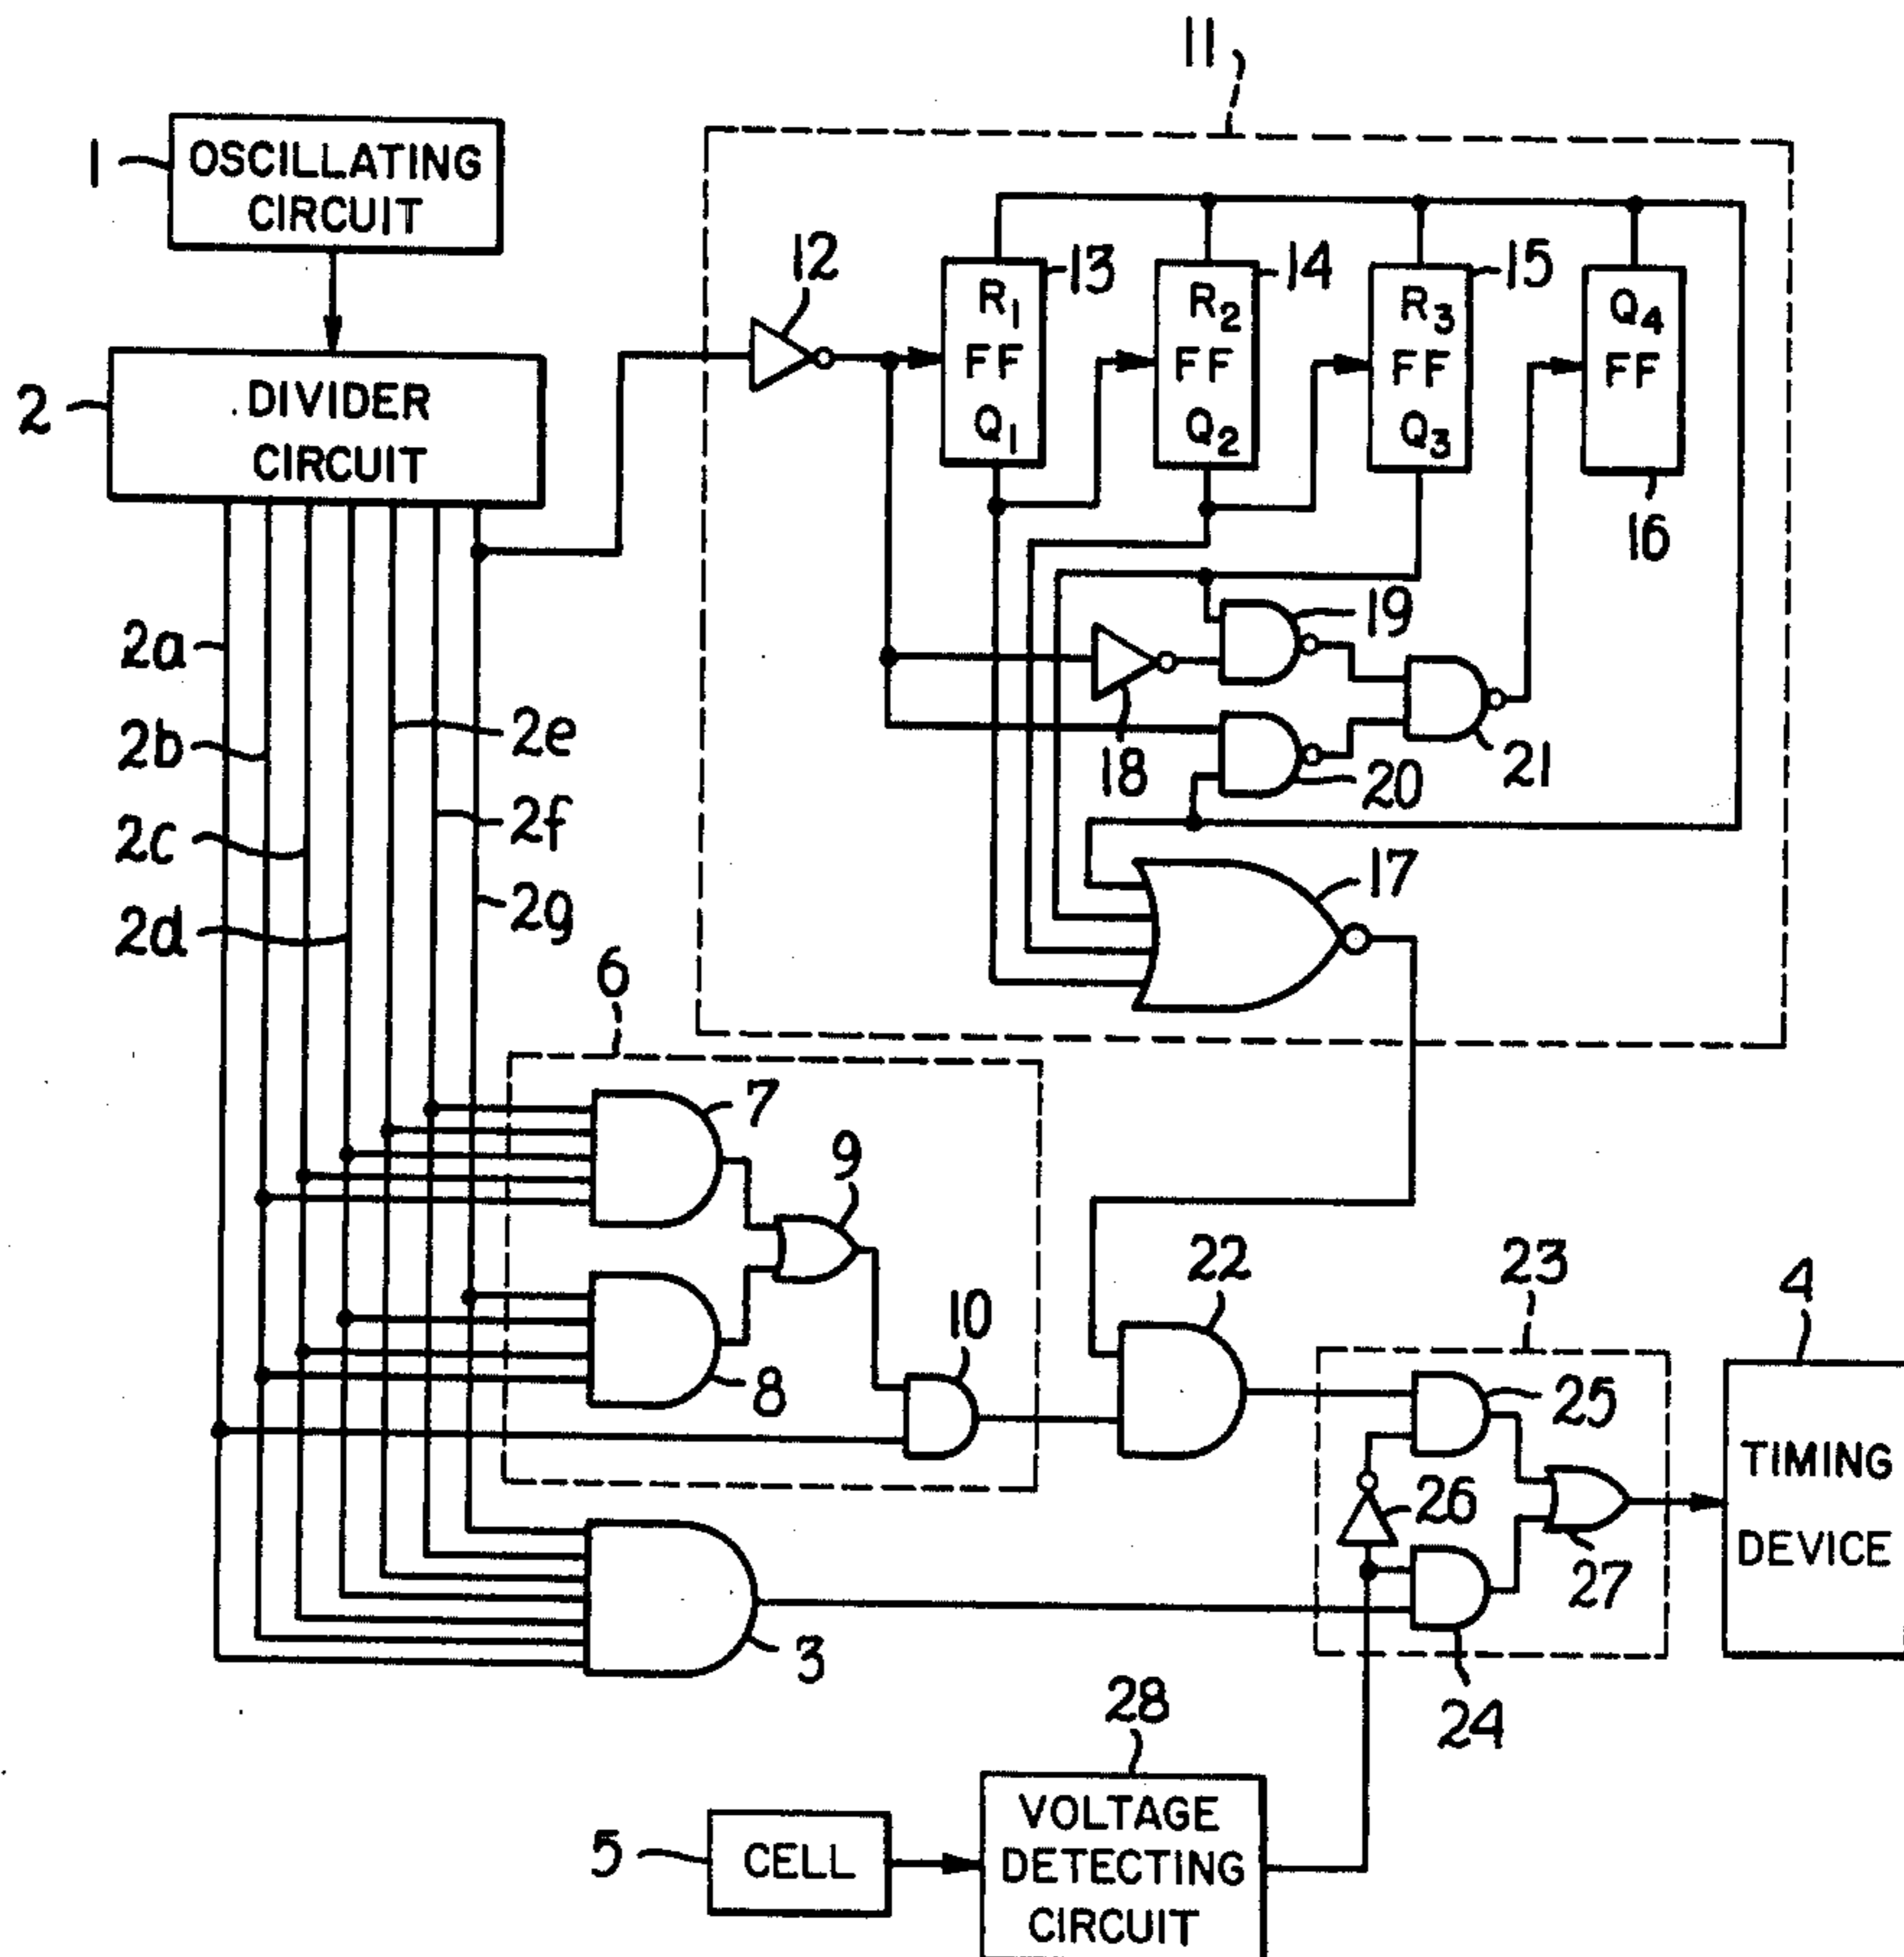 11
1
OSCILLATING
CIRCUIT
12
13
14
15
R1
FF
Q1
R2
FF
Q2
R3
FF
Q3
Q4
FF
16
2
DIVIDER
CIRCUIT
2a
2b
2c
2d
2e
2f
2g
18
19
20
21
17
6
7
9
8
10
22
23
4
25
26
27
24
TIMING
DEVICE
3
28
5
CELL
VOLTAGE
DETECTING
CIRCUIT